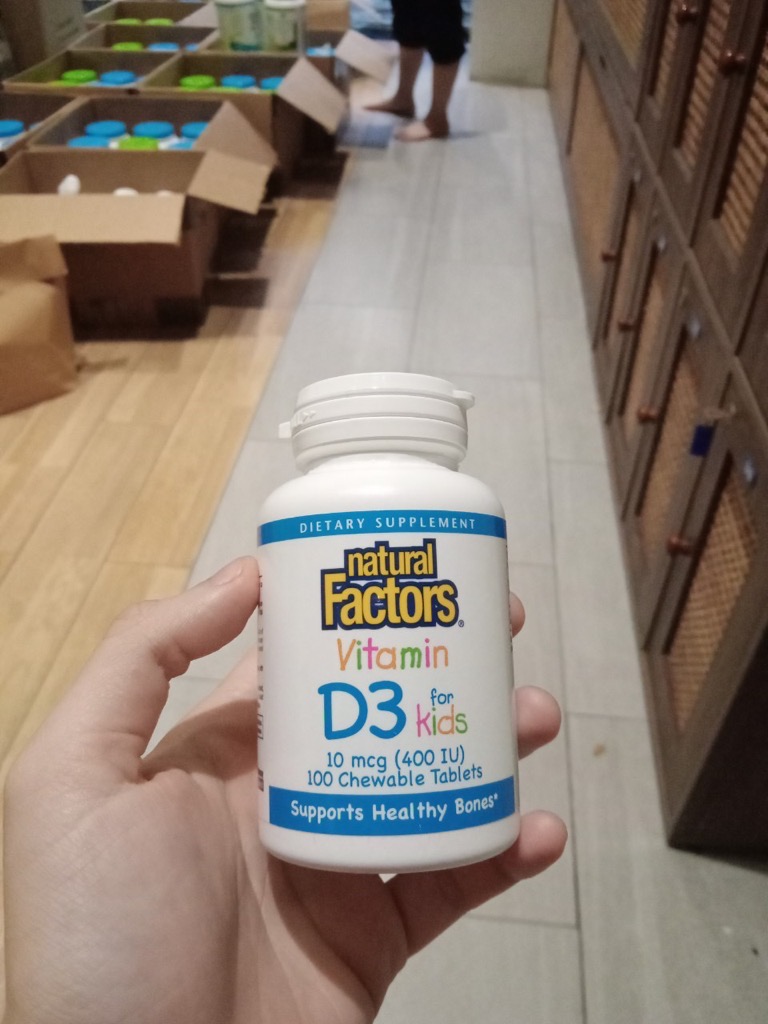 DIETARY SUPPLEMENT
natural
Factors®
Vitamin
D3 for
kids
10 mcg (400 IU)
100 Chewable Tablets
Supports Healthy Bones*